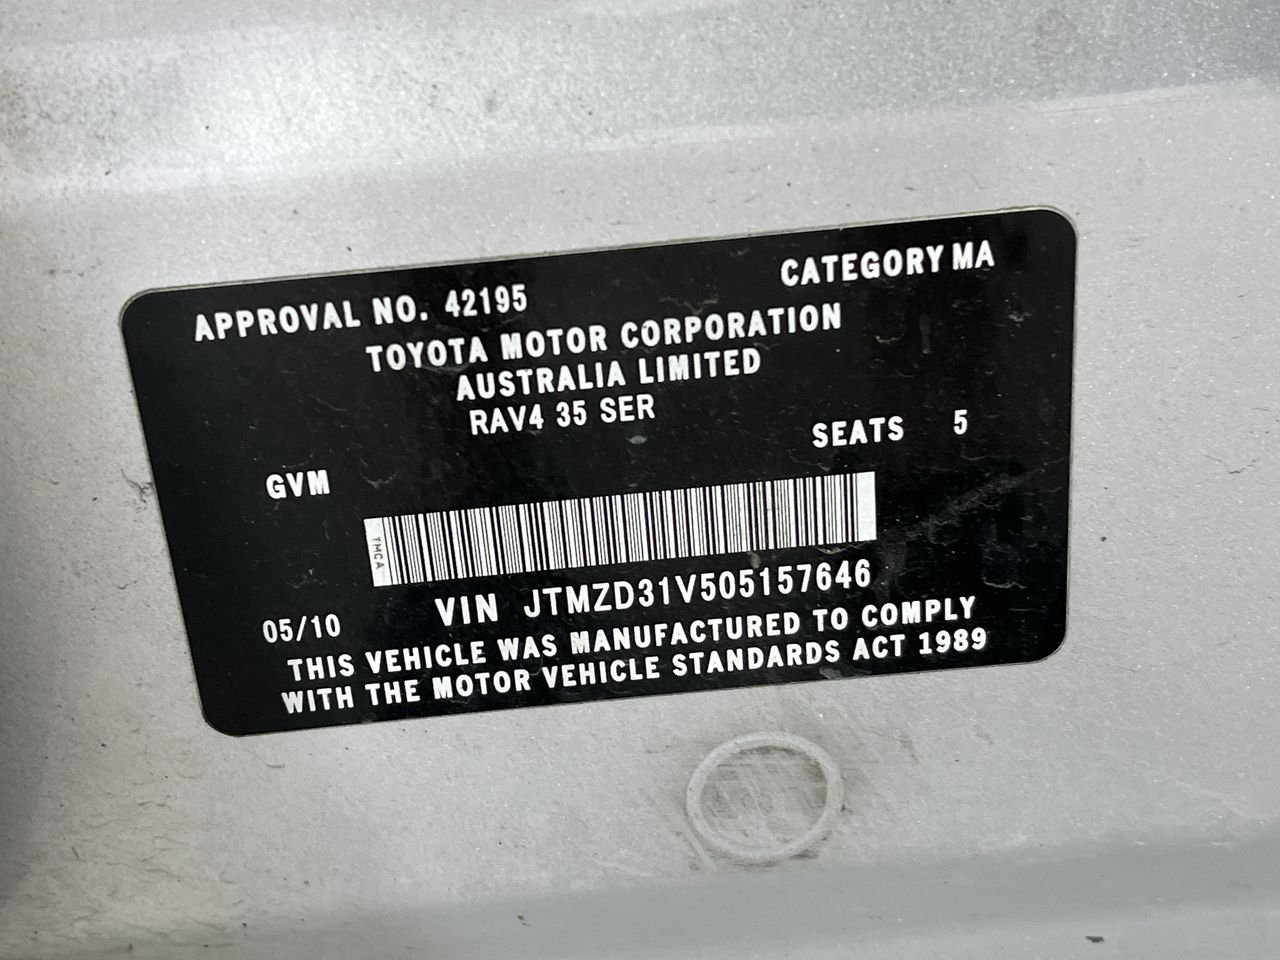 APPROVAL NO. 42195 CATEGORY MA
TOYOTA MOTOR CORPORATION
AUSTRALIA LIMITED
RAV4 35 SER
SEATS 5
GVM
TMCA
VIN JTMZD31V505157646
05/10
THIS VEHICLE WAS MANUFACTURED TO COMPLY
WITH THE MOTOR VEHICLE STANDARDS ACT 1989